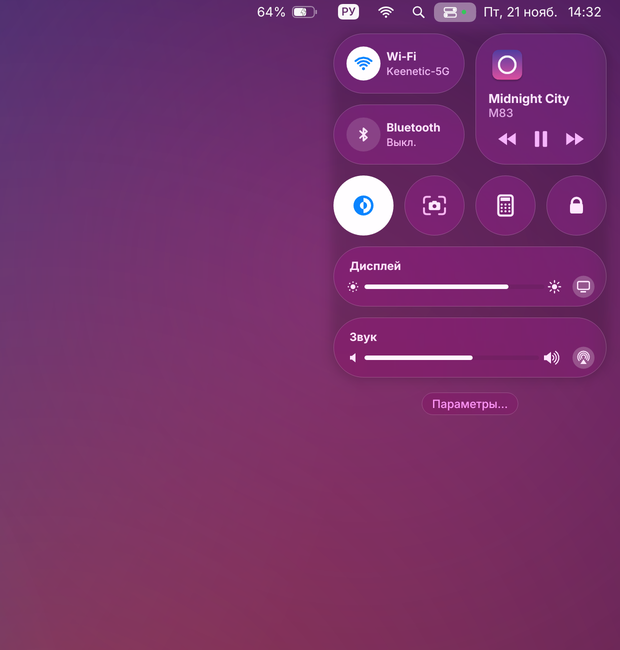 64% РУ Пт, 21 нояб. 14:32
Wi-Fi
Keenetic-5G
Bluetooth
Выкл.
Midnight City
M83
Дисплей
Звук
Параметры...